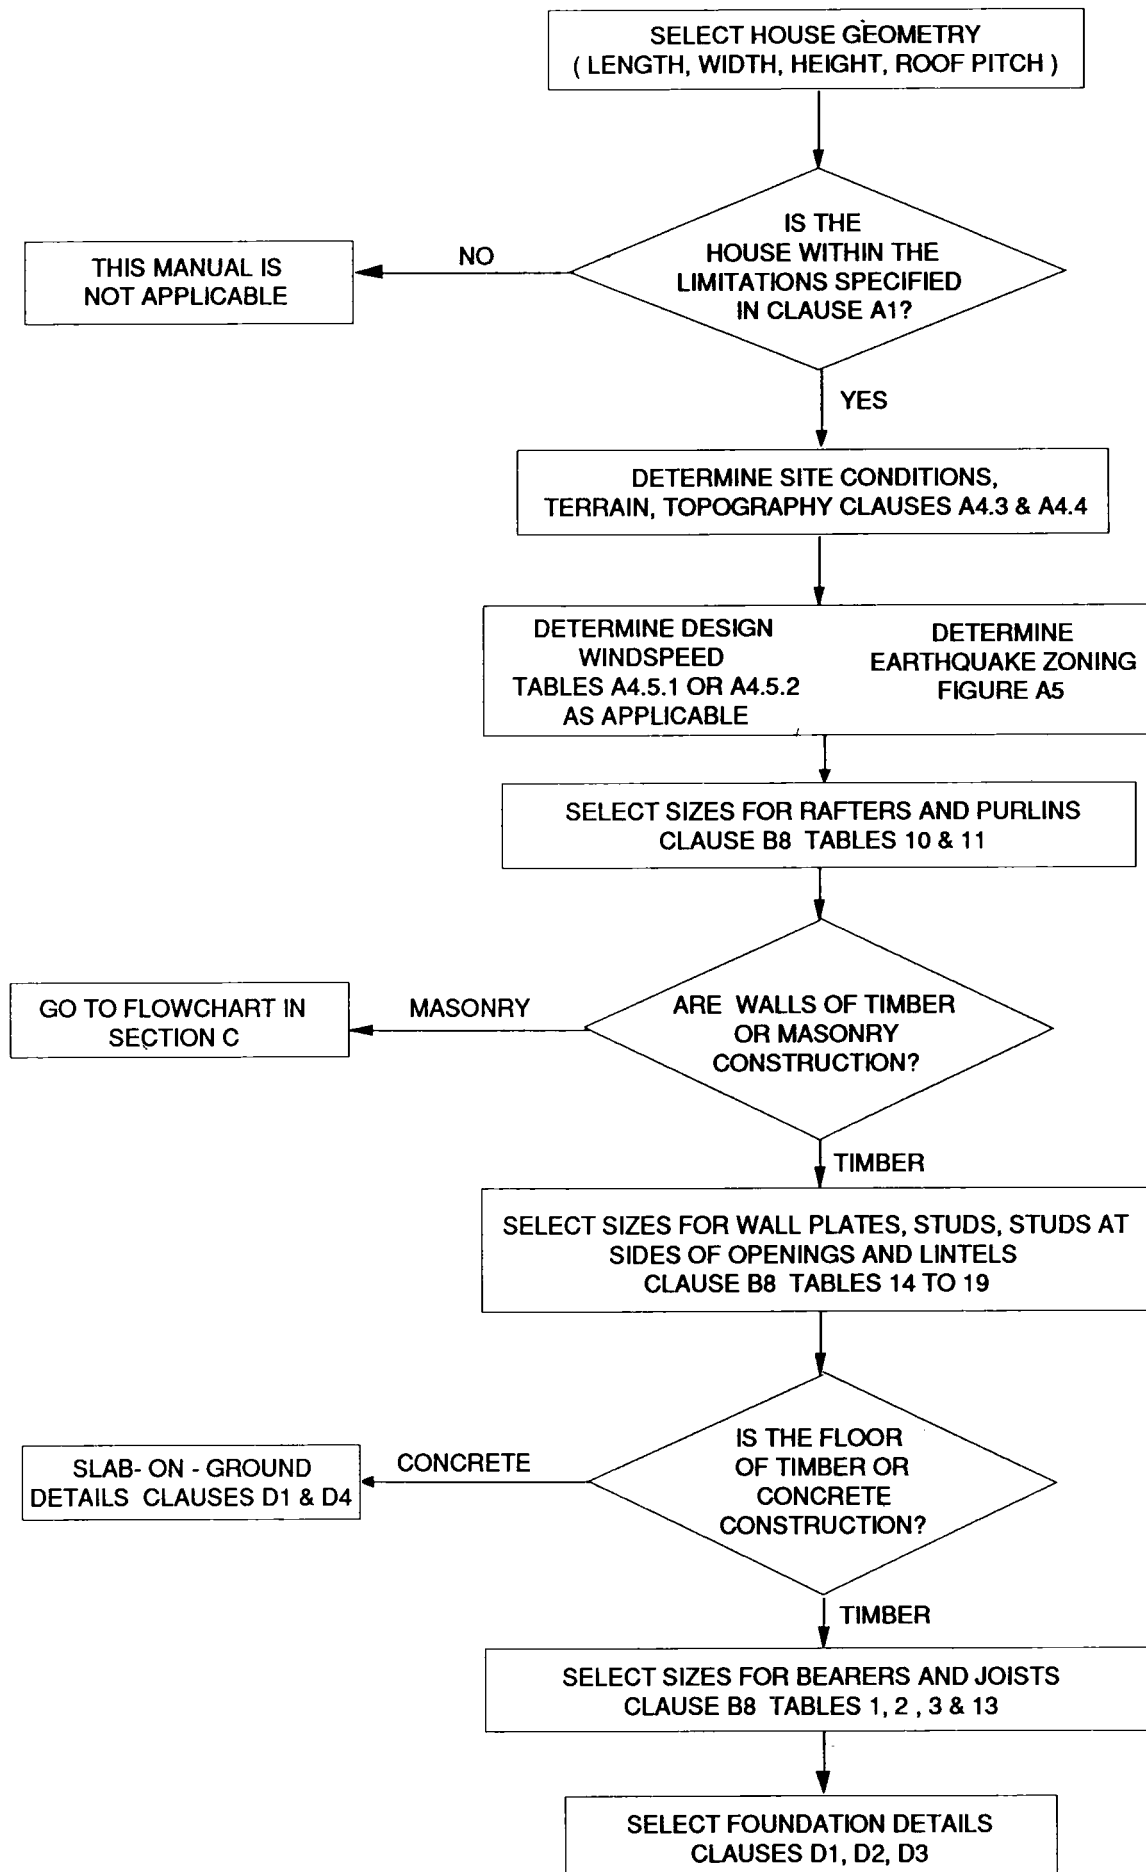 SELECT HOUSE GEOMETRY
( LENGTH, WIDTH, HEIGHT, ROOF PITCH )
IS THE
HOUSE WITHIN THE
LIMITATIONS SPECIFIED
IN CLAUSE A1?
NO
THIS MANUAL IS
NOT APPLICABLE
YES
DETERMINE SITE CONDITIONS,
TERRAIN, TOPOGRAPHY CLAUSES A4.3 & A4.4
DETERMINE DESIGN
WINDSPEED
TABLES A4.5.1 OR A4.5.2
AS APPLICABLE
DETERMINE
EARTHQUAKE ZONING
FIGURE A5
SELECT SIZES FOR RAFTERS AND PURLINS
CLAUSE B8 TABLES 10 & 11
ARE WALLS OF TIMBER
OR MASONRY
CONSTRUCTION?
MASONRY
GO TO FLOWCHART IN
SECTION C
TIMBER
SELECT SIZES FOR WALL PLATES, STUDS, STUDS AT
SIDES OF OPENINGS AND LINTELS
CLAUSE B8 TABLES 14 TO 19
IS THE FLOOR
OF TIMBER OR
CONCRETE
CONSTRUCTION?
CONCRETE
SLAB- ON - GROUND
DETAILS CLAUSES D1 & D4
TIMBER
SELECT SIZES FOR BEARERS AND JOISTS
CLAUSE B8 TABLES 1, 2 , 3 & 13
SELECT FOUNDATION DETAILS
CLAUSES D1, D2, D3